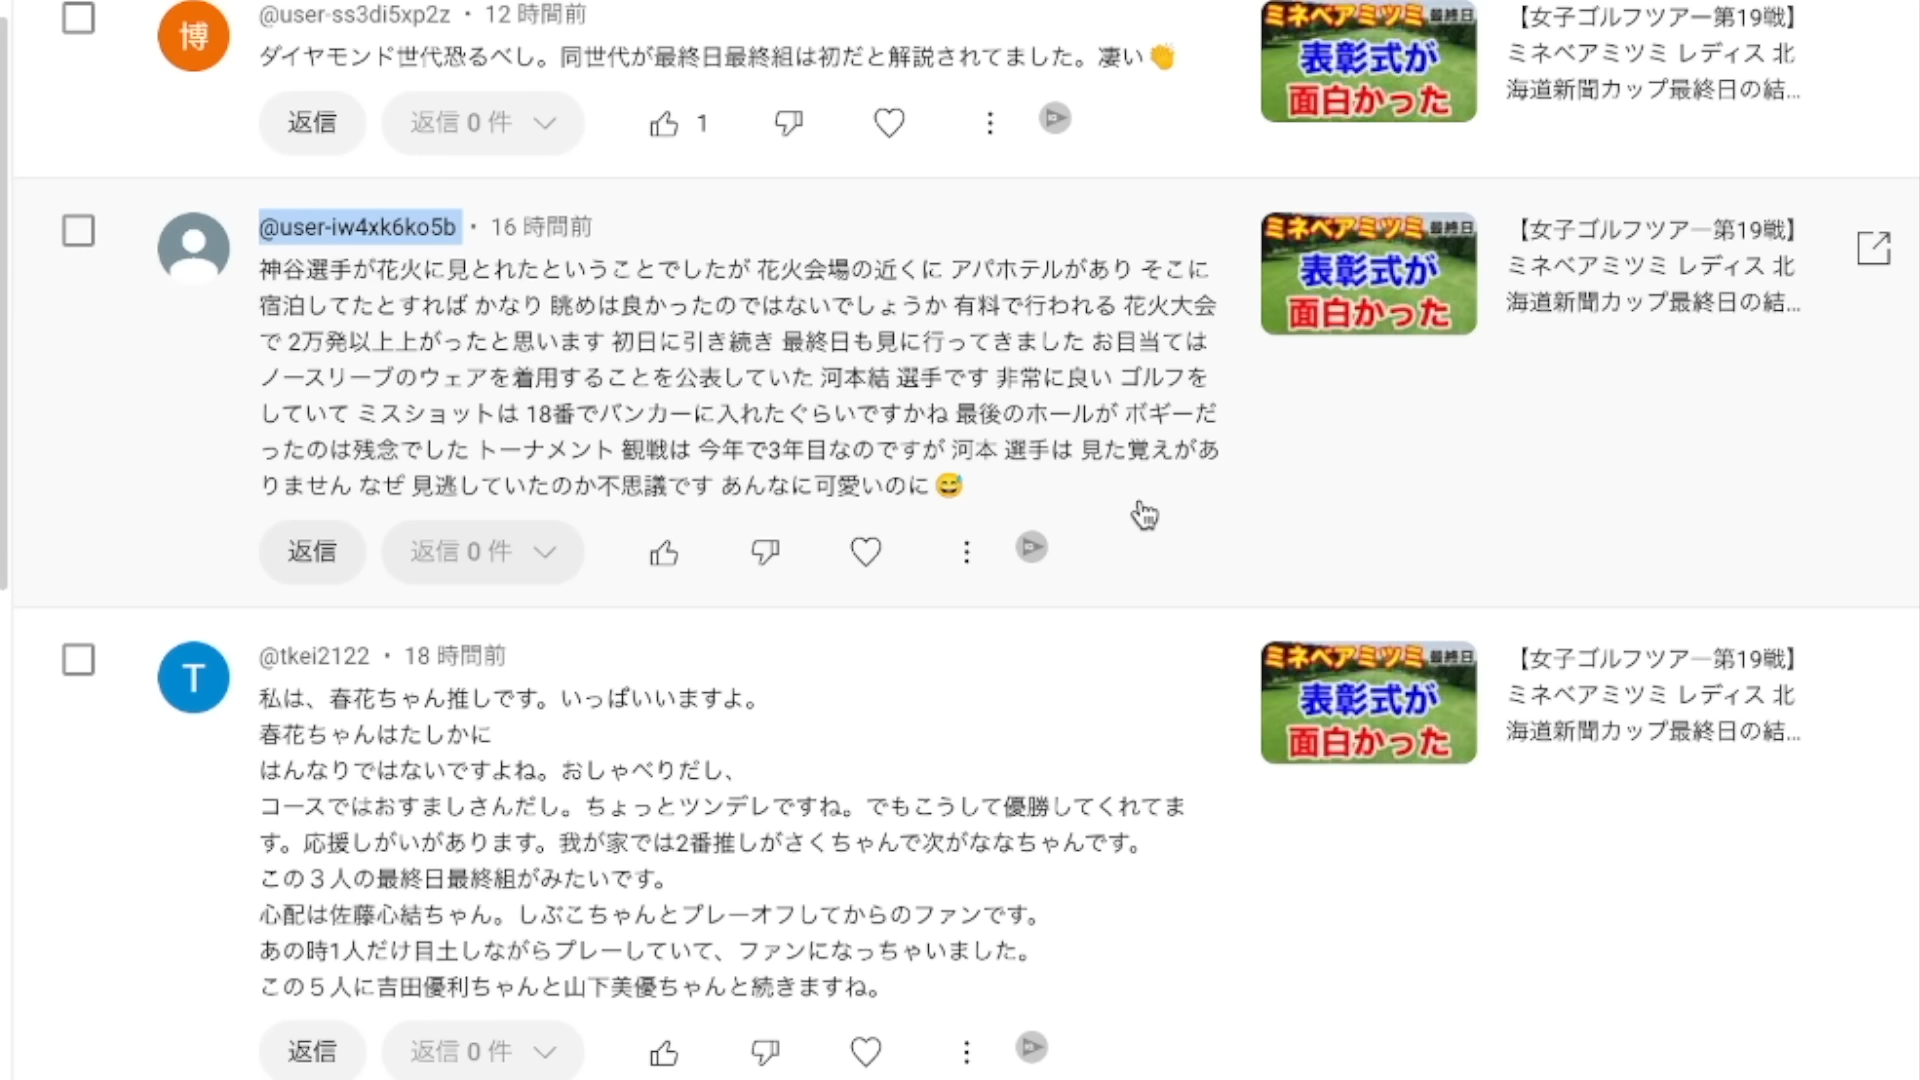 博
@user-ss3di5xp2z ・ 12 時間前
ダイヤモンド世代恐るべし。同世代が最終日最終組は初だと解説されてました。凄い👏
返信
返信 0 件
1
ミネベアミツミ 最終日
表彰式が
面白かった
【女子ゴルフツアー第19戦】
ミネベアミツミ レディス 北
海道新聞カップ最終日の結...
@user-iw4xk6ko5b ・ 16 時間前
神谷選手が花火に見とれたということでしたが 花火会場の近くに アパホテルがあり そこに
宿泊してたとすれば かなり 眺めは良かったのではないでしょうか 有料で行われる 花火大会
で 2万発以上上がったと思います 初日に引き続き 最終日も見に行ってきました お目当ては
ノースリーブのウェアを着用することを公表していた 河本結 選手です 非常に良い ゴルフを
していて ミスショットは 18番でバンカーに入れたぐらいですかね 最後のホールが ボギーだ
ったのは残念でした トーナメント 観戦は 今年で3年目なのですが 河本 選手は 見た覚えがあ
りません なぜ 見逃していたのか不思議です あんなに可愛いのに😅
返信
返信 0 件
ミネベアミツミ 最終日
表彰式が
面白かった
【女子ゴルフツアー第19戦】
ミネベアミツミ レディス 北
海道新聞カップ最終日の結...
T
@tkei2122 ・ 18 時間前
私は、春花ちゃん推しです。いっぱいいますよ。
春花ちゃんはたしかに
はんなりではないですよね。おしゃべりだし、
コースではおすましさんだし。ちょっとツンデレですね。でもこうして優勝してくれてま
す。応援しがいがあります。我が家では2番推しがさくちゃんで次がななちゃんです。
この３人の最終日最終組がみたいです。
心配は佐藤心結ちゃん。しぶこちゃんとプレーオフしてからのファンです。
あの時1人だけ目土しながらプレーしていて、ファンになっちゃいました。
この５人に吉田優利ちゃんと山下美優ちゃんと続きますね。
返信
返信 0 件
ミネベアミツミ 最終日
表彰式が
面白かった
【女子ゴルフツアー第19戦】
ミネベアミツミ レディス 北
海道新聞カップ最終日の結...